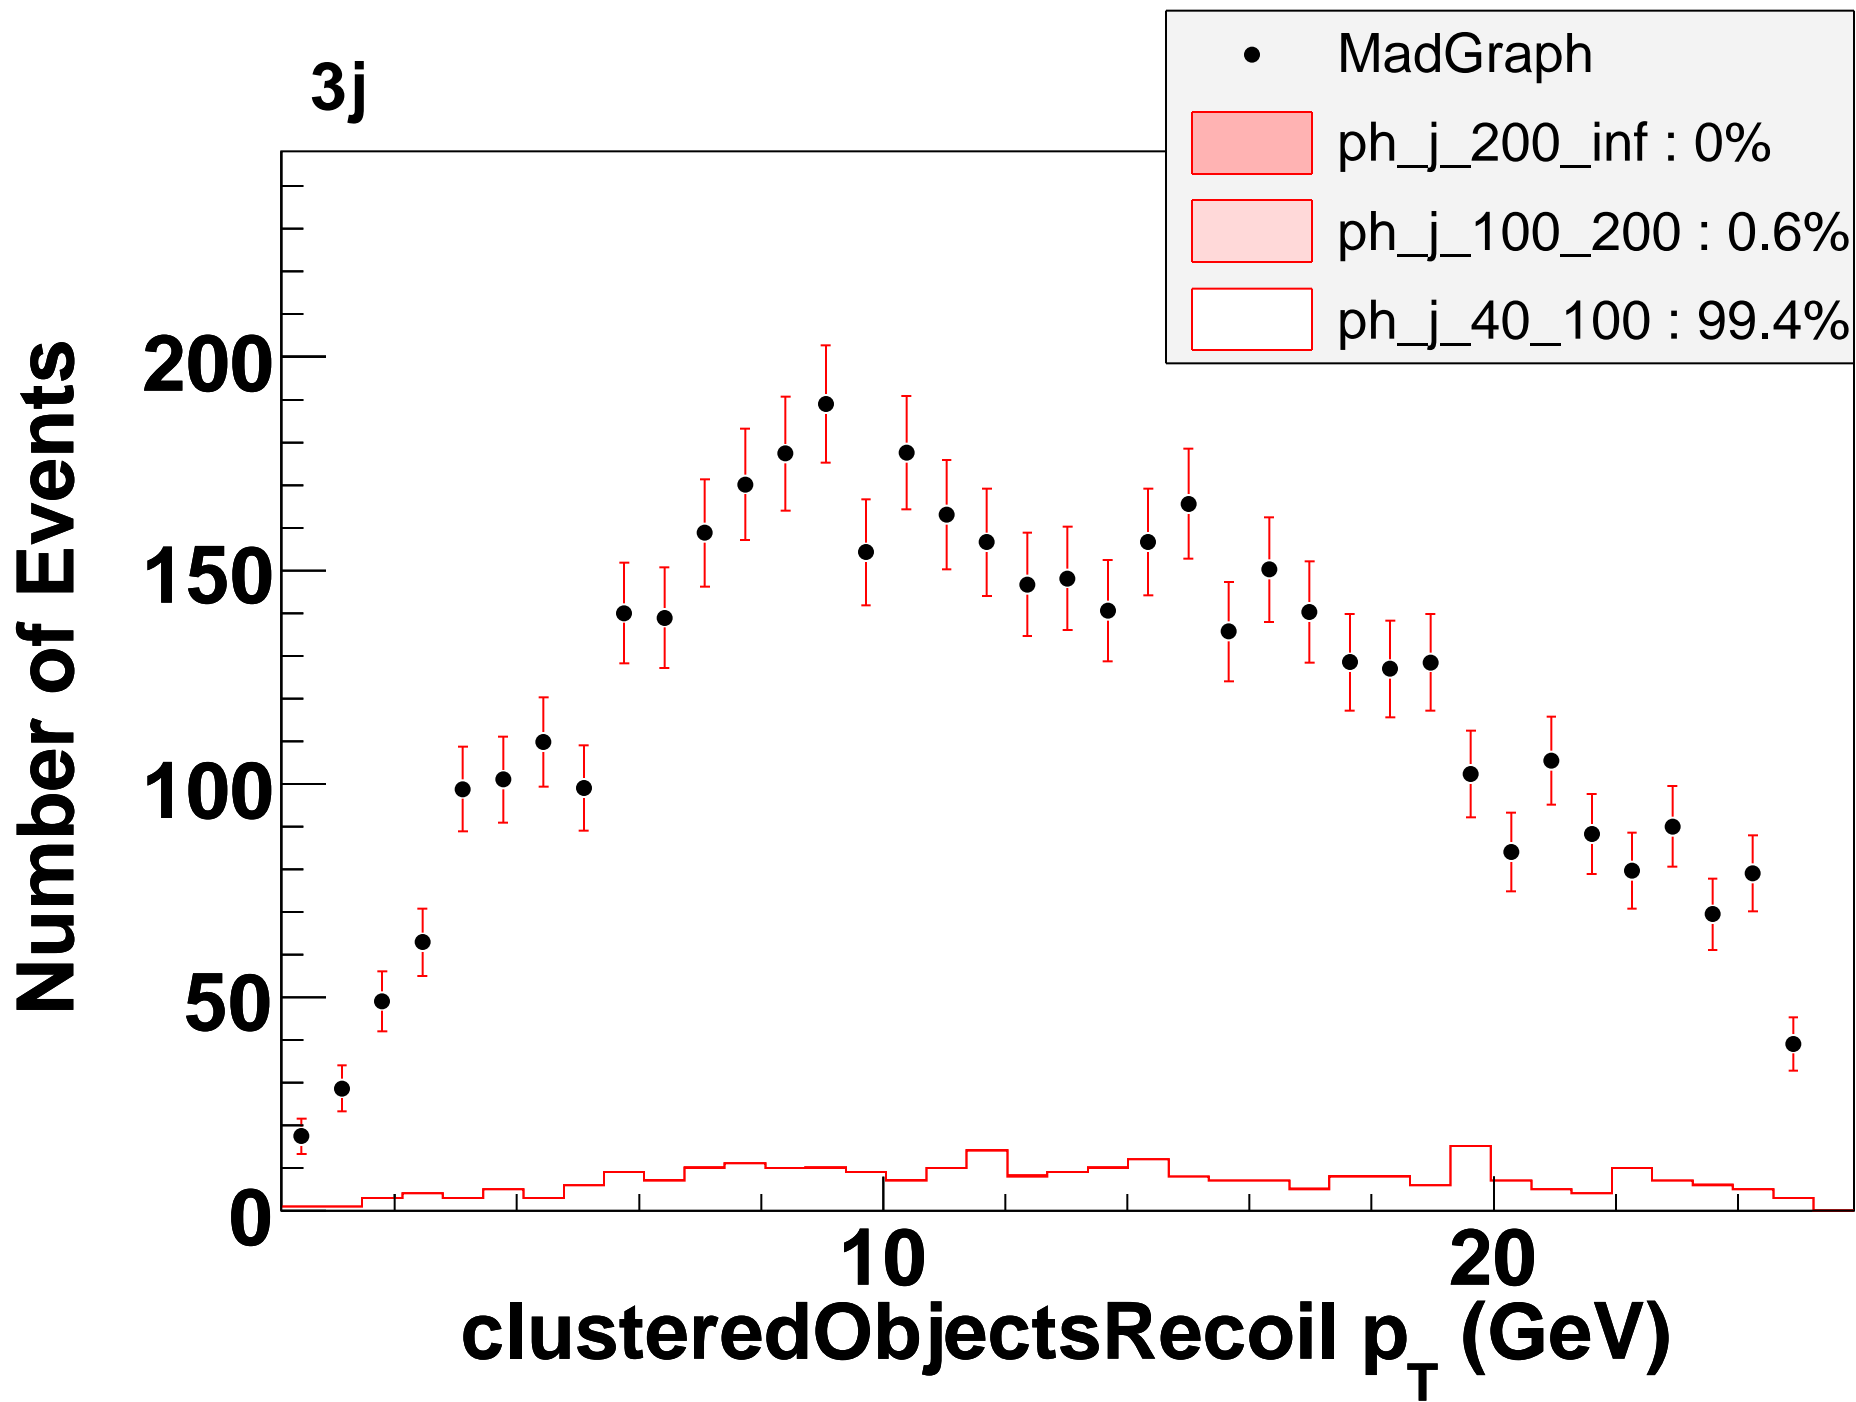 3j
MadGraph
ph_j_200_inf : 0%
ph_j_100_200 : 0.6%
ph_j_40_100 : 99.4%
Number of Events
200
150
100
50
0
10
20
clusteredObjectsRecoil p_T (GeV)